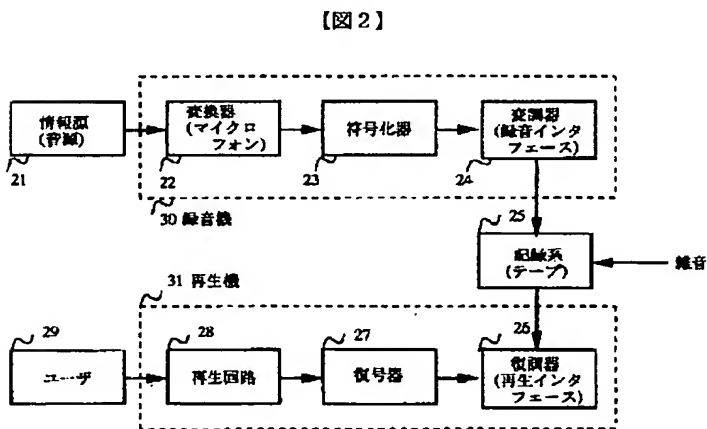 【図2】
情報源
(音源)
21
変換器
(マイクロ
フォン)
22
符号化器
23
変調器
(録音インタ
フェース)
24
30 録音機
25
記録系
(テープ)
雑音
31 再生機
29
ユーザ
28
再生回路
27
復号器
26
復調器
(再生インタ
フェース)